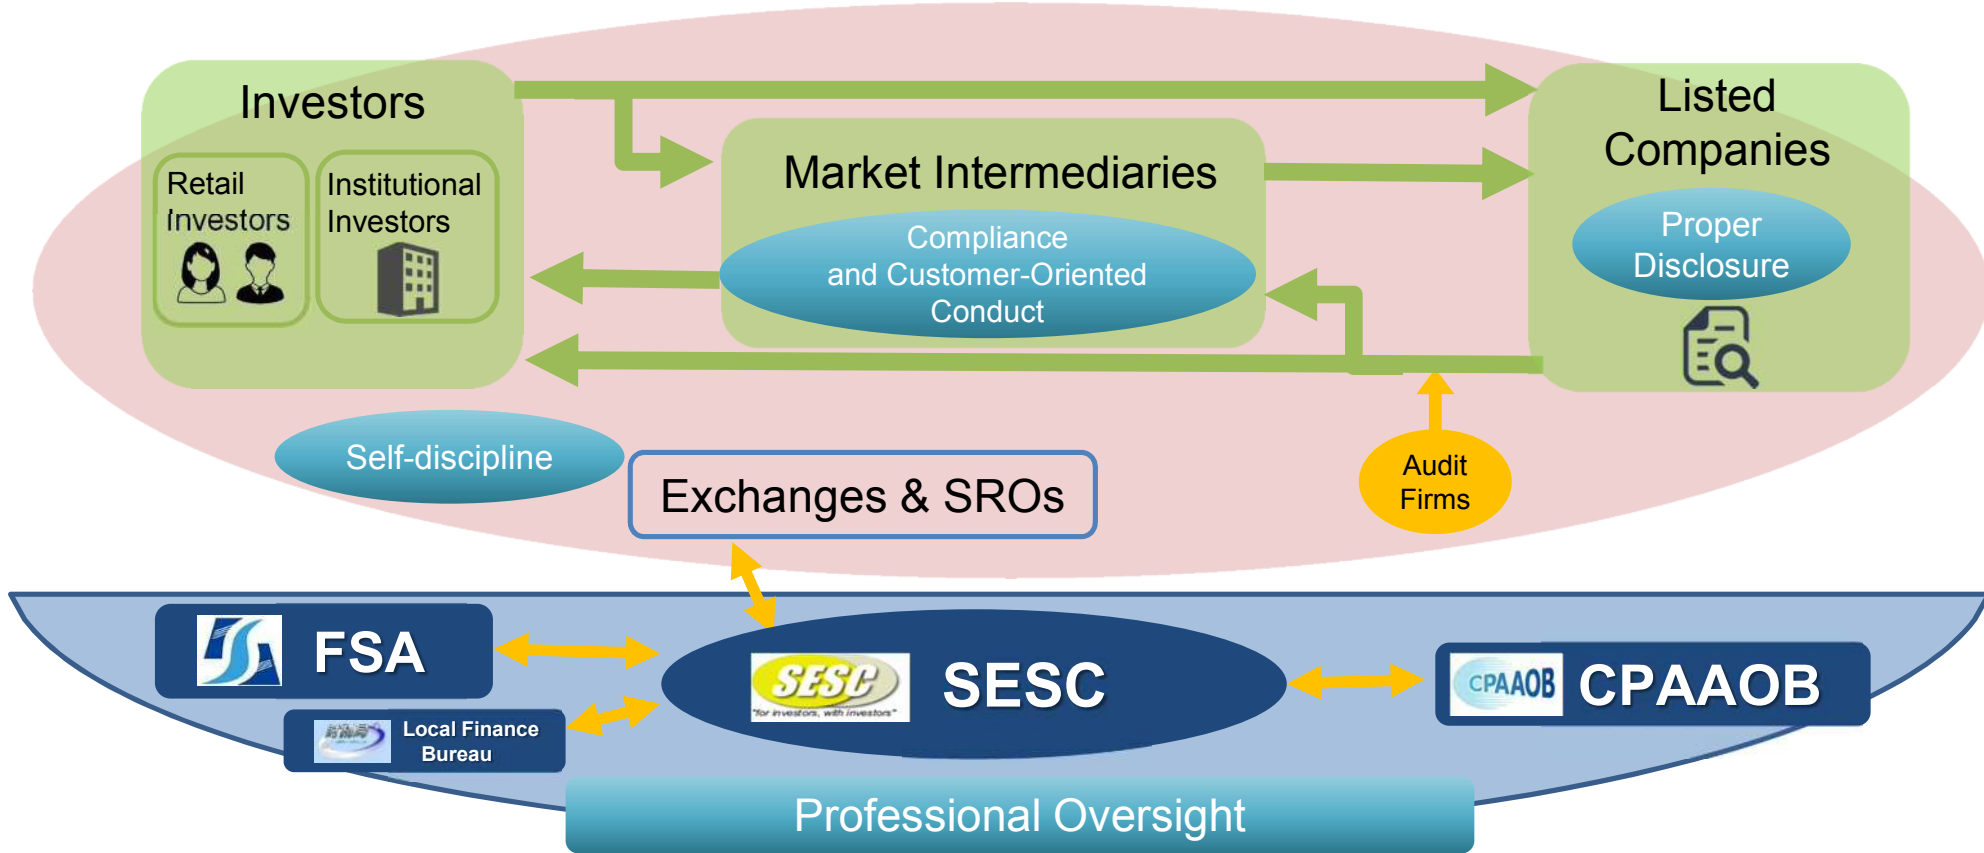 Investors
Retail
Investors
Institutional
Investors
Market Intermediaries
Compliance
and Customer-Oriented
Conduct
Listed
Companies
Proper
Disclosure
Self-discipline
Exchanges & SROs
Audit
Firms
FSA
SESC
"for investors, with investors"
SESC
CPAAOB
CPAAOB
Local Finance
Bureau
Professional Oversight